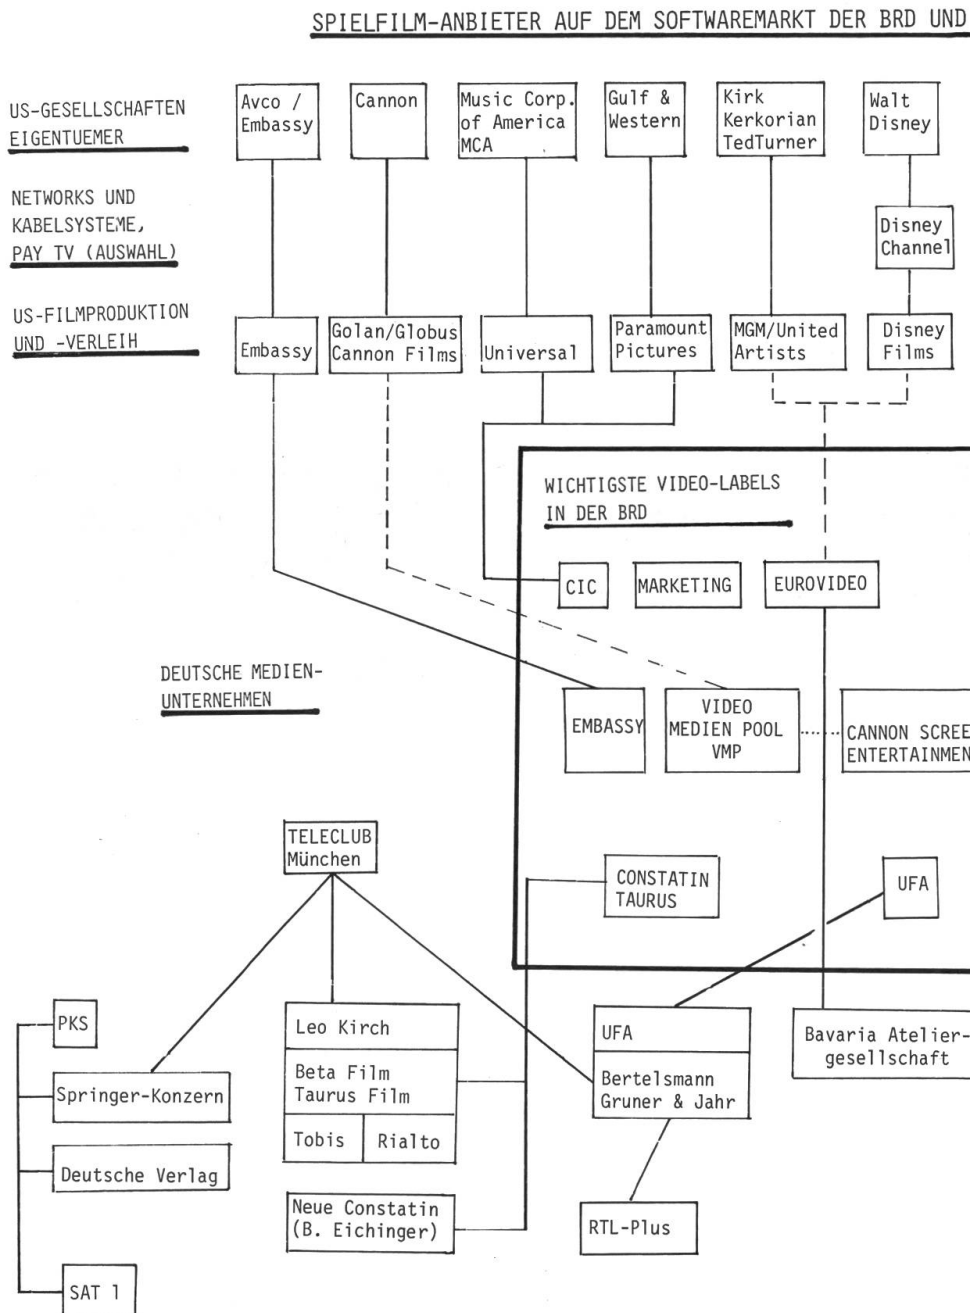 SPIELFILM-ANBIETER AUF DEM SOFTWAREMARKT DER BRD UND
US-GESELLSCHAFTEN
EIGENTUEMER
Avco /
Embassy
Cannon
Music Corp.
of America
MCA
Gulf &
Western
Kirk
Kerkorian
TedTurner
Walt
Disney
NETWORKS UND
KABELSYSTEME,
PAY TV (AUSWAHL)
Disney
Channel
US-FILMPRODUKTION
UND -VERLEIH
Embassy
Golan/Globus
Cannon Films
Universal
Paramount
Pictures
MGM/United
Artists
Disney
Films
WICHTIGSTE VIDEO-LABELS
IN DER BRD
CIC
MARKETING
EUROVIDEO
DEUTSCHE MEDIEN-
UNTERNEHMEN
EMBASSY
VIDEO
MEDIEN POOL
VMP
CANNON SCREE
ENTERTAINMEN
TELECLUB
München
CONSTATIN
TAURUS
UFA
PKS
Springer-Konzern
Deutsche Verlag
SAT 1
Leo Kirch
Beta Film
Taurus Film
Tobis
Rialto
Neue Constatin
(B. Eichinger)
UFA
Bertelsmann
Gruner & Jahr
RTL-Plus
Bavaria Atelier-
gesellschaft